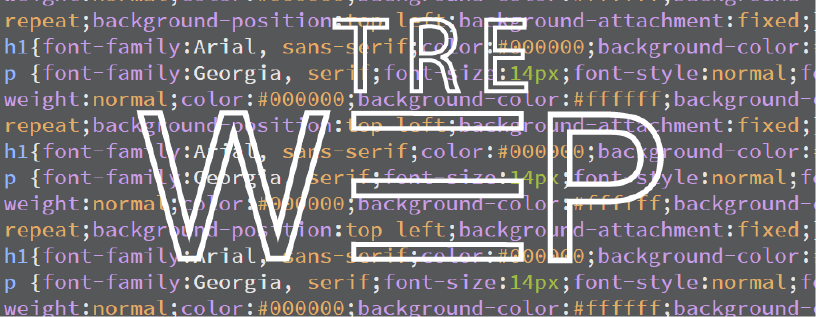 repeat;background-position:top left;background-attachment:fixed;}
h1{font-family:Arial, sans-serif;color:#000000;background-color:
p {font-family:Georgia, serif;font-size:14px;font-style:normal;fo
weight:normal;color:#000000;background-color:#ffffff;background-
repeat;background-position:top left;background-attachment:fixed;}
h1{font-family:Arial, sans-serif;color:#000000;background-color:
p {font-family:Georgia, serif;font-size:14px;font-style:normal;fo
weight:normal;color:#000000;background-color:#ffffff;background-
repeat;background-position:top left;background-attachment:fixed;}
h1{font-family:Arial, sans-serif;color:#000000;background-color:
p {font-family:Georgia, serif;font-size:14px;font-style:normal;fo
weight:normal;color:#000000;background-color:#ffffff;background-
TRE
W≡P